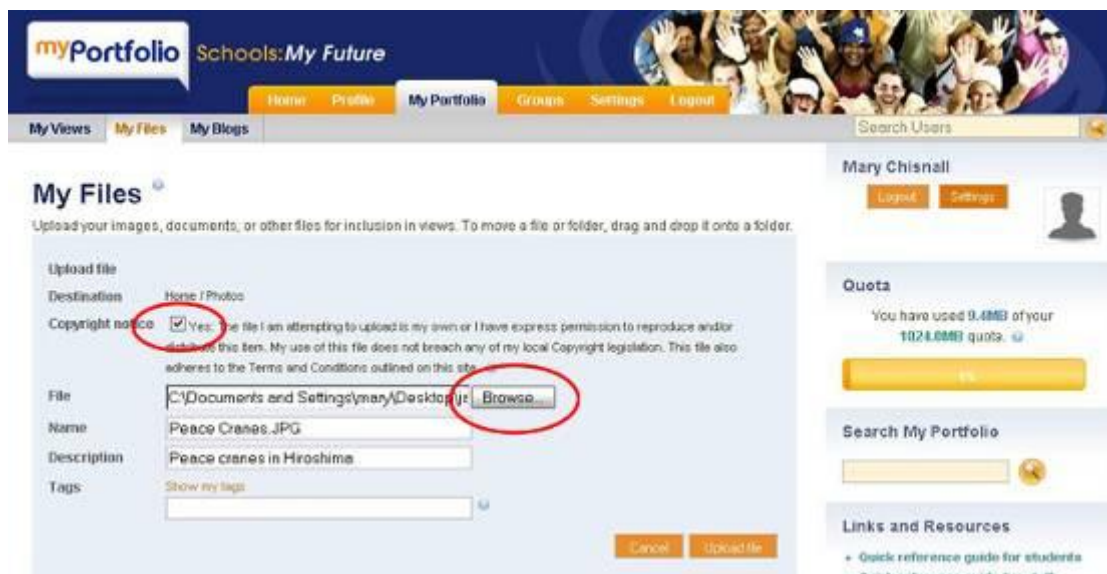 myPortfolio Schools:My Future
Home Profile My Portfolio Groups Settings Logout
My Views My Files My Blogs
Search Users
My Files
Upload your images, documents, or other files for inclusion in views. To move a file or folder, drag and drop it onto a folder.
Upload file
Destination Home / Photos
Copyright notice Yes: The file I am attempting to upload is my own or I have express permission to reproduce and/or
distribute this item. My use of this file does not breach any of my local Copyright legislation. This file also
adheres to the Terms and Conditions outlined on this site.
File C:\Documents and Settings\mary\Desktop\ Browse...
Name Peace Cranes.JPG
Description Peace cranes in Hiroshima
Tags Show my tags
Cancel Upload file
Mary Chisnall
Logout Settings
Quota
You have used 9.4MB of your
1024.0MB quota.
Search My Portfolio
Links and Resources
Quick reference guide for students